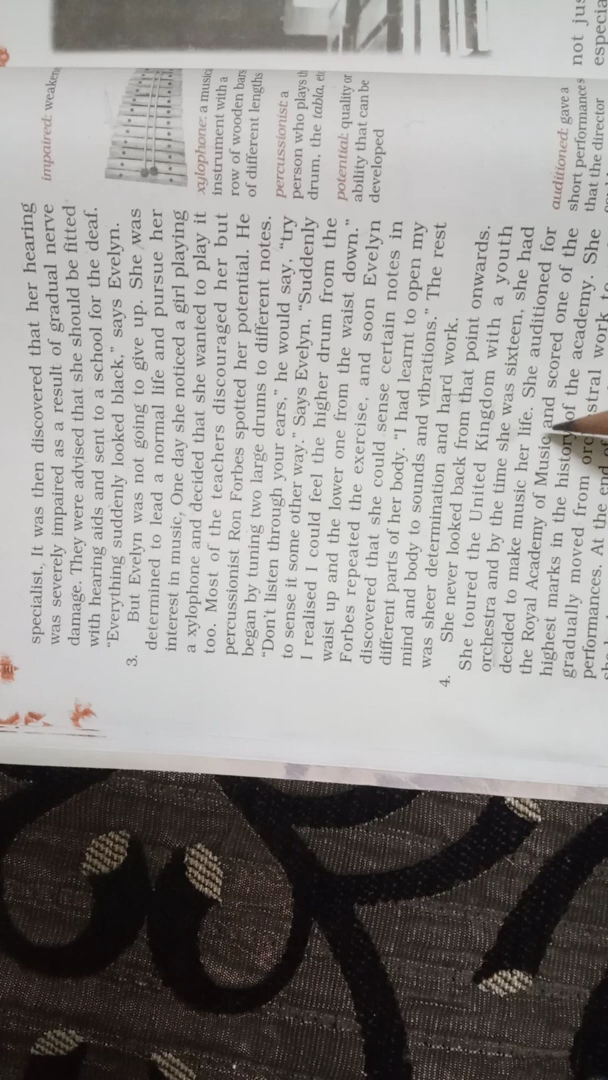 specialist, It was then discovered that her hearing
was severely impaired as a result of gradual nerve
damage. They were advised that she should be fitted
with hearing aids and sent to a school for the deaf.
“Everything suddenly looked black,” says Evelyn.
3. But Evelyn was not going to give up. She was
determined to lead a normal life and pursue her
interest in music, One day she noticed a girl playing
a xylophone and decided that she wanted to play it
too. Most of the teachers discouraged her but
percussionist Ron Forbes spotted her potential. He
began by tuning two large drums to different notes.
“Don’t listen through your ears,” he would say, “try
to sense it some other way.” Says Evelyn, “Suddenly
I realised I could feel the higher drum from the
waist up and the lower one from the waist down.”
Forbes repeated the exercise, and soon Evelyn
discovered that she could sense certain notes in
different parts of her body. “I had learnt to open my
mind and body to sounds and vibrations.” The rest
was sheer determination and hard work.
4. She never looked back from that point onwards.
She toured the United Kingdom with a youth
orchestra and by the time she was sixteen, she had
decided to make music her life. She auditioned for
the Royal Academy of Music and scored one of the
highest marks in the history of the academy. She
gradually moved from work to
performances. At the end
impaired:
xylophone: a
instrument with a
row of wooden bars
of different lengths
percussionist: a
person who plays
drum, the tabla,
potential: quality or
ability that can be
developed
auditioned: gave a
short performance
that the director
not